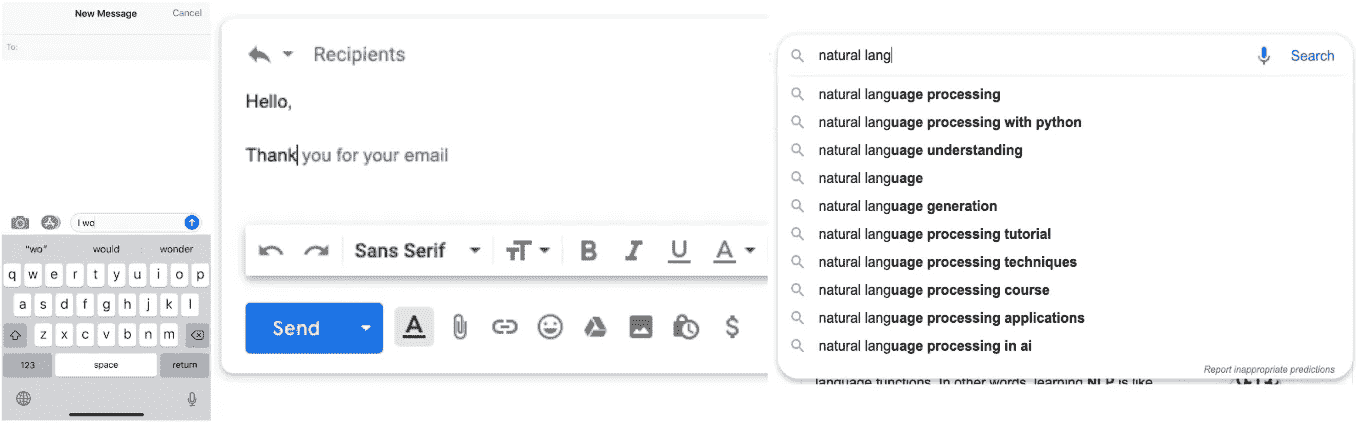 New Message Cancel
To:
I wo
"wo" would wonder
q w e r t y u i o p
a s d f g h j k l
z x c v b n m
123 space return
Recipients
Hello,
Thank you for your email
Sans Serif TT B I U A
Send A $
natural lang Search
natural language processing
natural language processing with python
natural language understanding
natural language
natural language generation
natural language processing tutorial
natural language processing techniques
natural language processing course
natural language processing applications
natural language processing in ai
Report inappropriate predictions
language functions. In other words, learning NLP is like